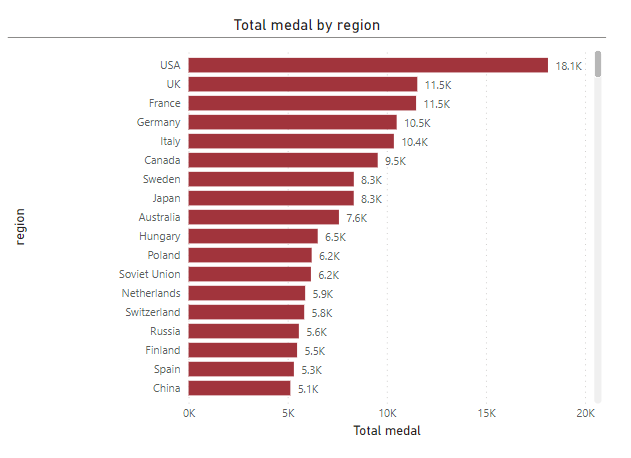 Total medal by region
region
USA 18.1K
UK 11.5K
France 11.5K
Germany 10.5K
Italy 10.4K
Canada 9.5K
Sweden 8.3K
Japan 8.3K
Australia 7.6K
Hungary 6.5K
Poland 6.2K
Soviet Union 6.2K
Netherlands 5.9K
Switzerland 5.8K
Russia 5.6K
Finland 5.5K
Spain 5.3K
China 5.1K
0K 5K 10K 15K 20K
Total medal